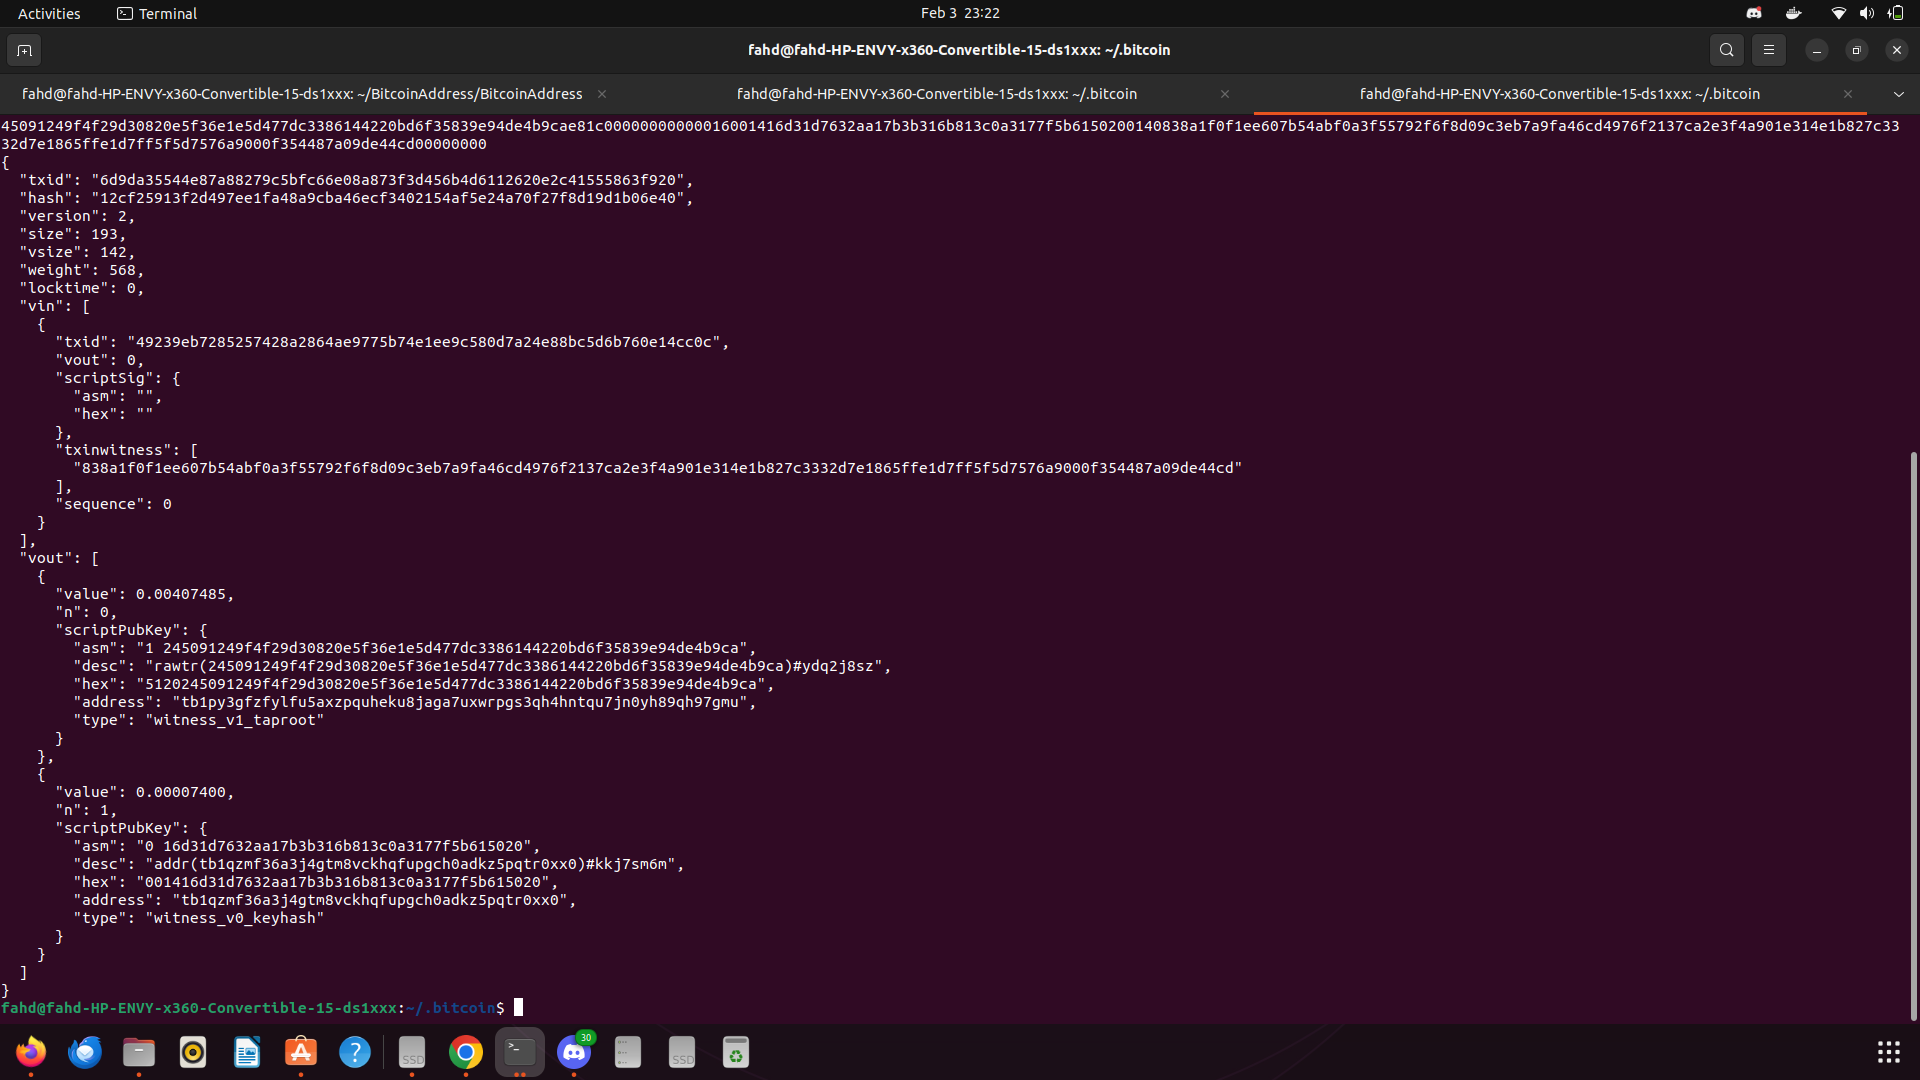 Activities
Terminal
Feb 3 23:22
fahd@fahd-HP-ENVY-x360-Convertible-15-ds1xxx: ~/.bitcoin
fahd@fahd-HP-ENVY-x360-Convertible-15-ds1xxx: ~/BitcoinAddress/BitcoinAddress
fahd@fahd-HP-ENVY-x360-Convertible-15-ds1xxx: ~/.bitcoin
fahd@fahd-HP-ENVY-x360-Convertible-15-ds1xxx: ~/.bitcoin
45091249f4f29d30820e5f36e1e5d477dc3386144220bd6f35839e94de4b9cae81c00000000000016001416d31d7632aa17b3b316b813c0a3177f5b6150200140838a1f0f1ee607b54abf0a3f55792f6f8d09c3eb7a9fa46cd4976f2137ca2e3f4a901e314e1b827c33
32d7e1865ffe1d7ff5f5d7576a9000f354487a09de44cd00000000
{
  "txid": "6d9da35544e87a88279c5bfc66e08a873f3d456b4d6112620e2c41555863f920",
  "hash": "12cf25913f2d497ee1fa48a9cba46ecf3402154af5e24a70f27f8d19d1b06e40",
  "version": 2,
  "size": 193,
  "vsize": 142,
  "weight": 568,
  "locktime": 0,
  "vin": [
    {
      "txid": "49239eb7285257428a2864ae9775b74e1ee9c580d7a24e88bc5d6b760e14cc0c",
      "vout": 0,
      "scriptSig": {
        "asm": "",
        "hex": ""
      },
      "txinwitness": [
        "838a1f0f1ee607b54abf0a3f55792f6f8d09c3eb7a9fa46cd4976f2137ca2e3f4a901e314e1b827c3332d7e1865ffe1d7ff5f5d7576a9000f354487a09de44cd"
      ],
      "sequence": 0
    }
  ],
  "vout": [
    {
      "value": 0.00407485,
      "n": 0,
      "scriptPubKey": {
        "asm": "1 245091249f4f29d30820e5f36e1e5d477dc3386144220bd6f35839e94de4b9ca",
        "desc": "rawtr(245091249f4f29d30820e5f36e1e5d477dc3386144220bd6f35839e94de4b9ca)#ydq2j8sz",
        "hex": "5120245091249f4f29d30820e5f36e1e5d477dc3386144220bd6f35839e94de4b9ca",
        "address": "tb1py3gfzfylfu5axzpquheku8jaga7uxwrpgs3qh4hntqu7jn0yh89qh97gmu",
        "type": "witness_v1_taproot"
      }
    },
    {
      "value": 0.00007400,
      "n": 1,
      "scriptPubKey": {
        "asm": "0 16d31d7632aa17b3b316b813c0a3177f5b615020",
        "desc": "addr(tb1qzmf36a3j4gtm8vckhqfupgch0adkz5pqtr0xx0)#kkj7sm6m",
        "hex": "001416d31d7632aa17b3b316b813c0a3177f5b615020",
        "address": "tb1qzmf36a3j4gtm8vckhqfupgch0adkz5pqtr0xx0",
        "type": "witness_v0_keyhash"
      }
    }
  ]
}
fahd@fahd-HP-ENVY-x360-Convertible-15-ds1xxx:~/.bitcoin$
30
SSD
SSD